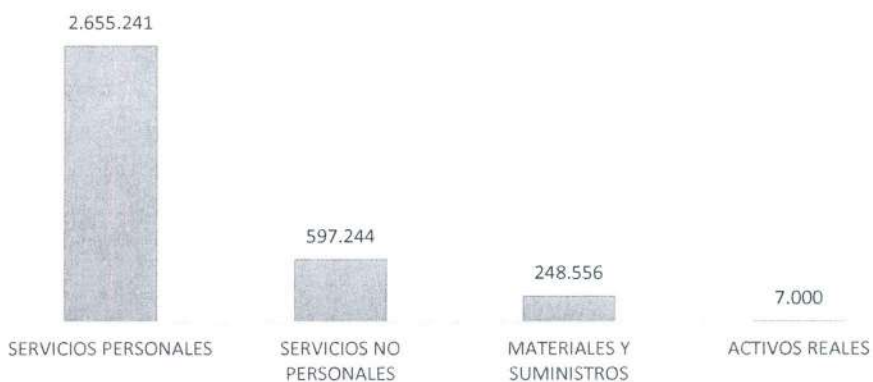 2.655.241
597.244
248.556
7.000
SERVICIOS PERSONALES
SERVICIOS NO
PERSONALES
MATERIALES Y
SUMINISTROS
ACTIVOS REALES